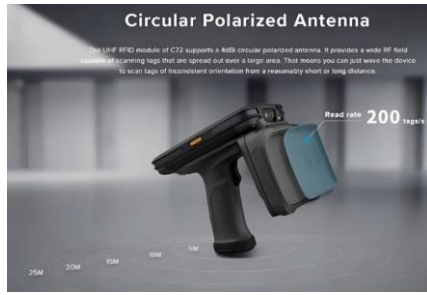 Circular Polarized Antenna
The UHF RFID module of C72 supports a 4dBi circular polarized antenna. It provides a wide RF field
capable of scanning tags that are spread out over a large area. That means you can just wave the device
to scan tags of inconsistent orientation from a reasonably short or long distance.
Read rate 200 tags/s
5M
10M
15M
20M
25M